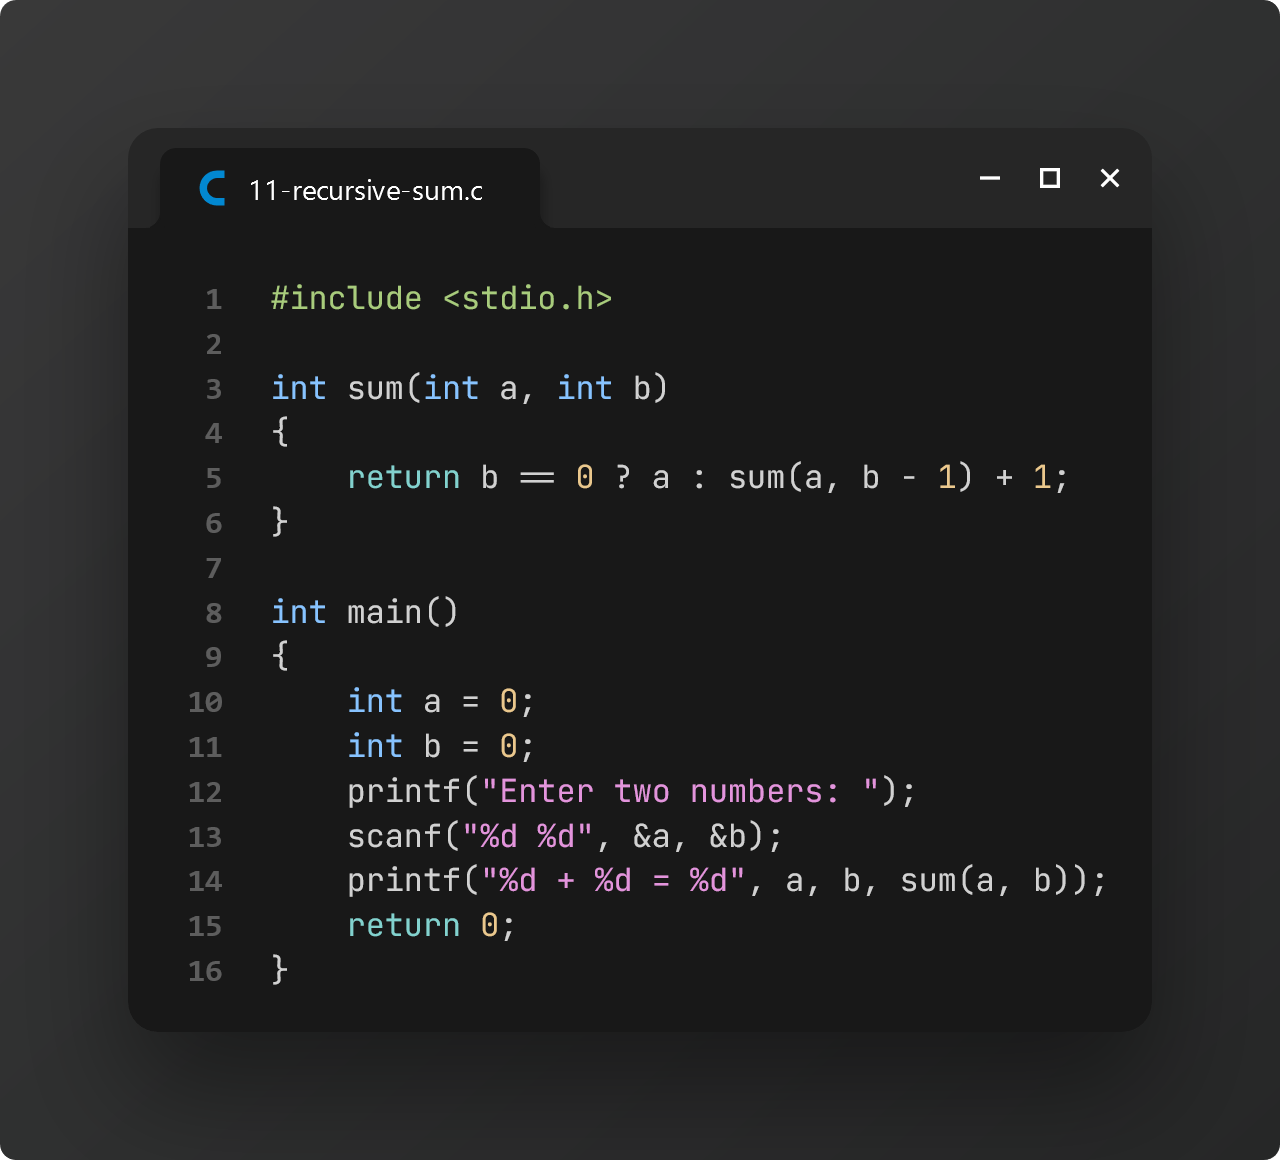 11-recursive-sum.c
1 #include <stdio.h>
2
3 int sum(int a, int b)
4 {
5     return b == 0 ? a : sum(a, b - 1) + 1;
6 }
7
8 int main()
9 {
10     int a = 0;
11     int b = 0;
12     printf("Enter two numbers: ");
13     scanf("%d %d", &a, &b);
14     printf("%d + %d = %d", a, b, sum(a, b));
15     return 0;
16 }